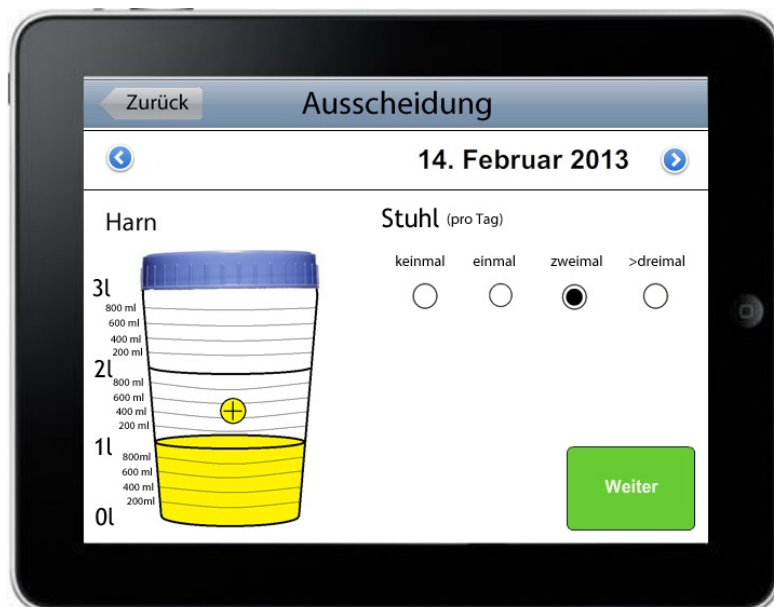 Zurück
Ausscheidung
14. Februar 2013
Harn
Stuhl (pro Tag)
keinmal einmal zweimal >dreimal
3l
800 ml
600 ml
400 ml
200 ml
2l
800 ml
600 ml
400 ml
200 ml
1l
800ml
600 ml
400 ml
200ml
0l
Weiter